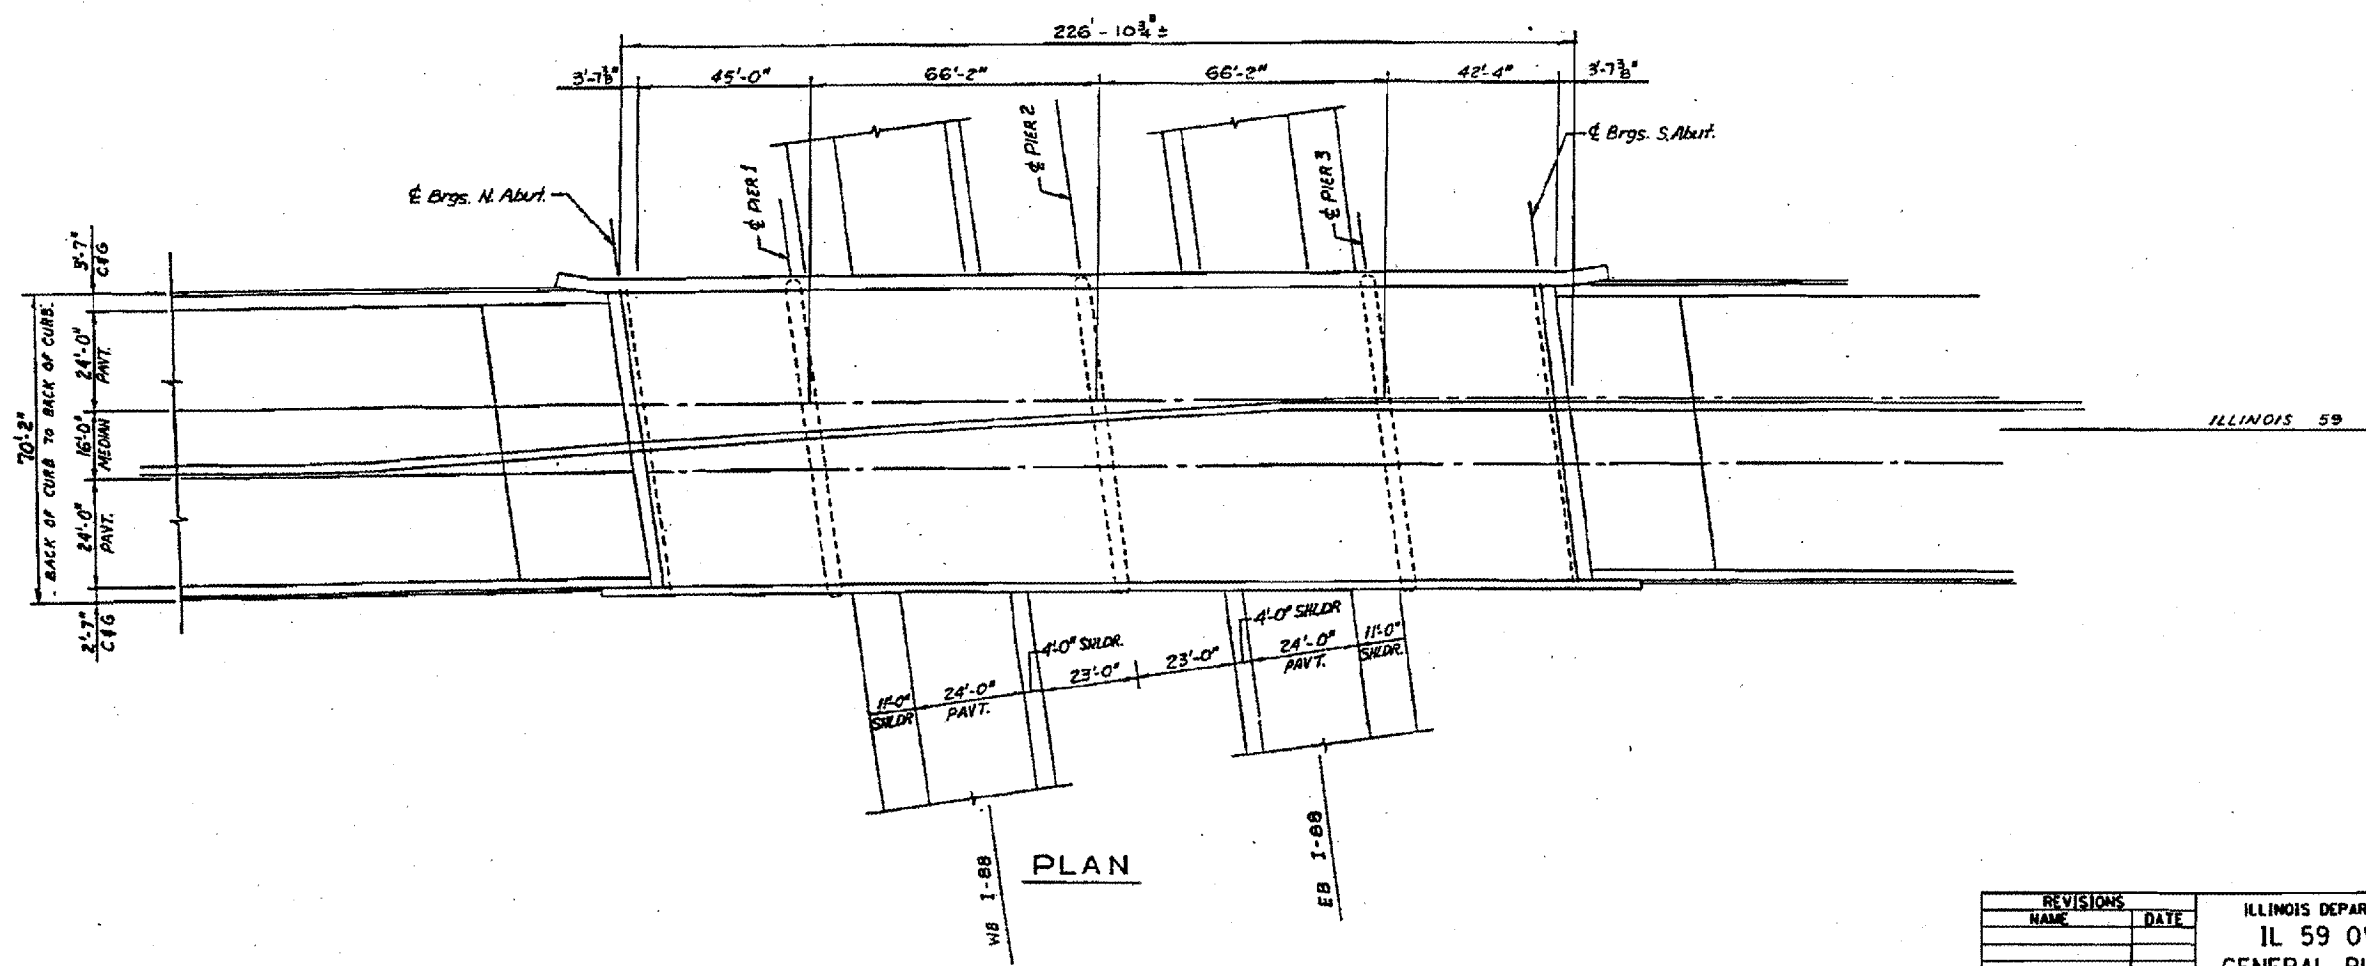 226'-10¾"±
3'-7⅜"
45'-0"
66'-2"
66'-2"
42'-4"
3'-7⅜"
℄ Brgs. N. Abut.
℄ PIER 1
℄ PIER 2
℄ PIER 3
℄ Brgs. S. Abut.
C&G
70'-2"
BACK OF CURB TO BACK OF CURB.
24'-0"
PAVT.
16'-0"
MEDIAN
24'-0"
PAVT.
2'-7"
C&G
ILLINOIS 59
11'-0"
SHLDR
24'-0"
PAVT.
4'-0" SHLDR.
23'-0"
23'-0"
4'-0" SHLDR
24'-0"
PAVT.
11'-0"
SHLDR.
WB I-88
EB I-88
PLAN
REVISIONS
NAME DATE
ILLINOIS DEPAR
IL 59 O
GENERAL